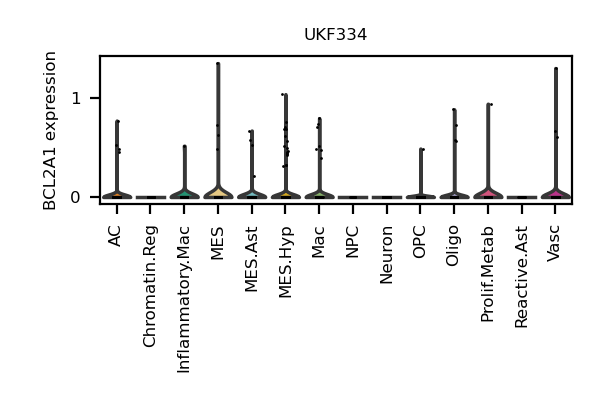 UKF334
BCL2A1 expression
1
0
AC
Chromatin.Reg
Inflammatory.Mac
MES
MES.Ast
MES.Hyp
Mac
NPC
Neuron
OPC
Oligo
Prolif.Metab
Reactive.Ast
Vasc